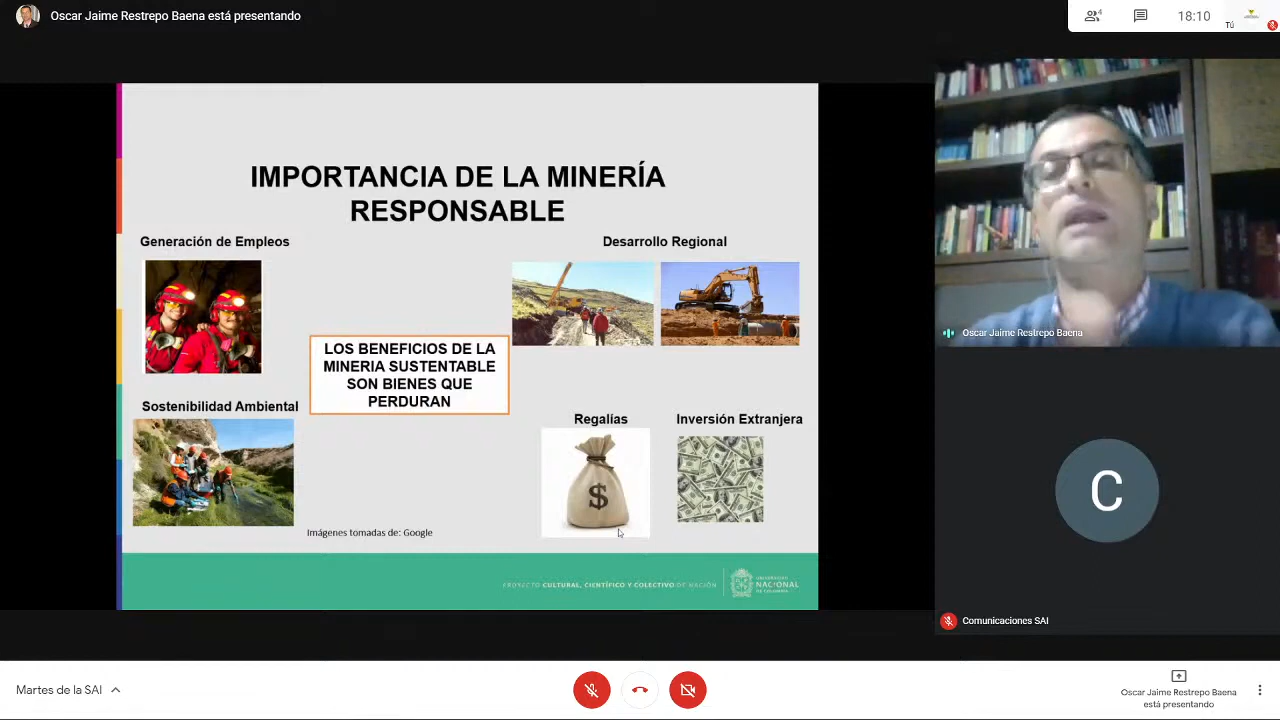 Oscar Jaime Restrepo Baena está presentando
4
18:10
Tú
IMPORTANCIA DE LA MINERÍA
RESPONSABLE
Generación de Empleos
Desarrollo Regional
LOS BENEFICIOS DE LA
MINERIA SUSTENTABLE
SON BIENES QUE
PERDURAN
Sostenibilidad Ambiental
Regalías
Inversión Extranjera
$
Imágenes tomadas de: Google
PROYECTO CULTURAL, CIENTÍFICO Y COLECTIVO DE NACIÓN
UNIVERSIDAD
NACIONAL
DE COLOMBIA
Oscar Jaime Restrepo Baena
C
Comunicaciones SAI
Martes de la SAI
Oscar Jaime Restrepo Baena
está presentando